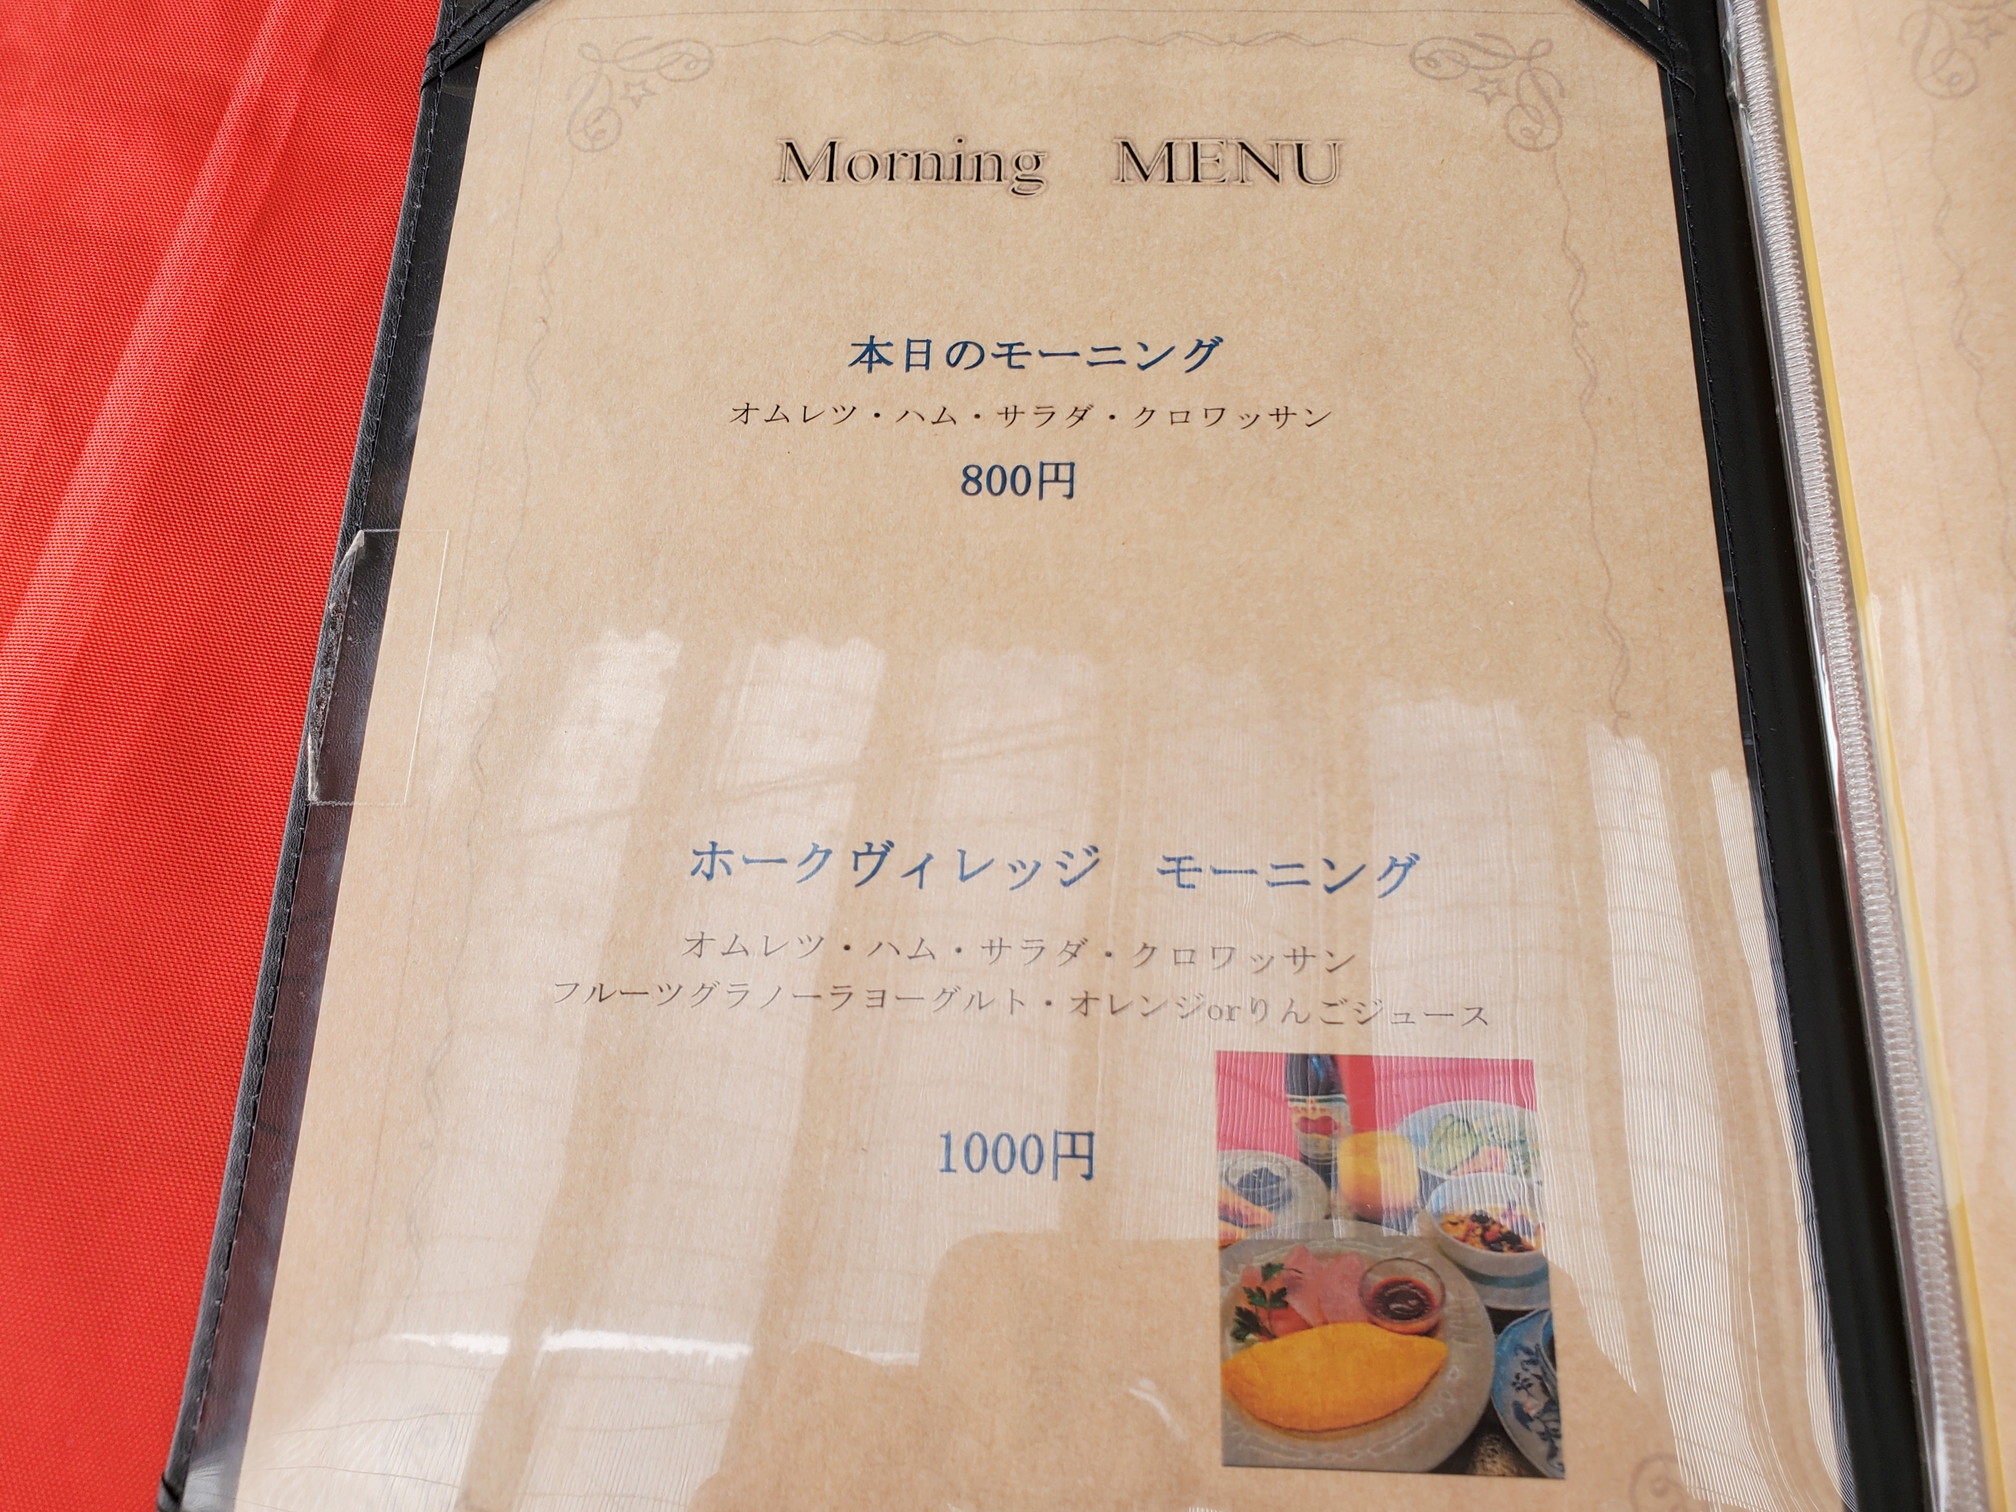 Morning MENU
本日のモーニング
オムレツ・ハム・サラダ・クロワッサン
800円
ホークヴィレッジ モーニング
オムレツ・ハム・サラダ・クロワッサン
フルーツグラノーラヨーグルト・オレンジorりんごジュース
1000円